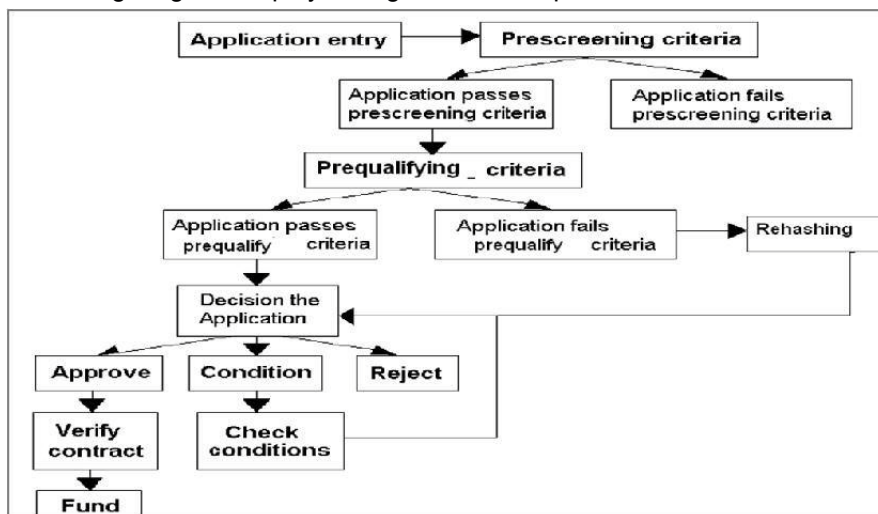 Application entry
Prescreening criteria
Application passes
prescreening criteria
Application fails
prescreening criteria
Prequalifying criteria
Application passes
prequalify criteria
Application fails
prequalify criteria
Rehashing
Decision the
Application
Approve
Condition
Reject
Verify
contract
Check
conditions
Fund